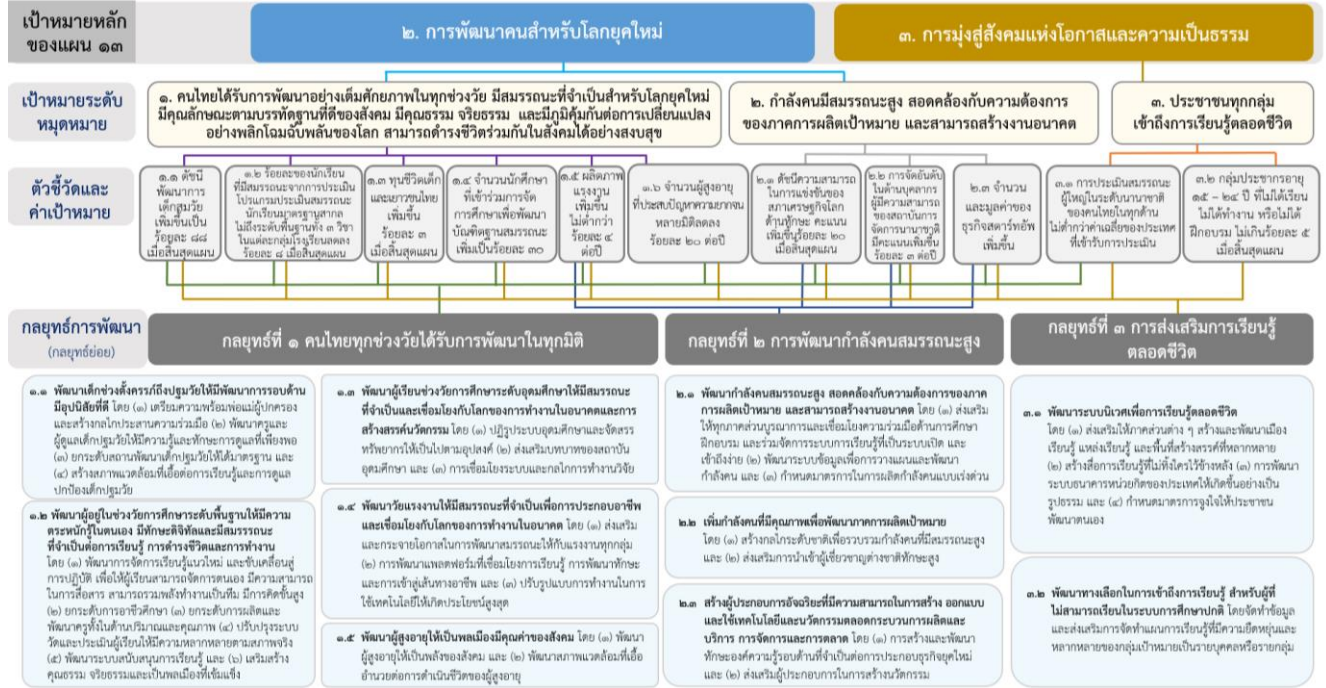 เป้าหมายหลัก
ของแผน ๑๓
๒. การพัฒนาคนสำหรับโลกยุคใหม่
๓. การมุ่งสู่สังคมแห่งโอกาสและความเป็นธรรม
เป้าหมายระดับ
หมุดหมาย
๑. คนไทยได้รับการพัฒนาอย่างเต็มศักยภาพในทุกช่วงวัย มีสมรรถนะที่จำเป็นสำหรับโลกยุคใหม่
มีคุณลักษณะตามบรรทัดฐานที่ดีของสังคม มีคุณธรรม จริยธรรม และมีภูมิคุ้มกันต่อการเปลี่ยนแปลง
อย่างพลิกโฉมฉับพลันของโลก สามารถดำรงชีวิตร่วมกันในสังคมได้อย่างสงบสุข
๒. กำลังคนมีสมรรถนะสูง สอดคล้องกับความต้องการ
ของภาคการผลิตเป้าหมาย และสามารถสร้างงานอนาคต
๓. ประชาชนทุกกลุ่ม
เข้าถึงการเรียนรู้ตลอดชีวิต
ตัวชี้วัดและ
ค่าเป้าหมาย
๑.๑ ดัชนี
พัฒนาการ
เด็กสมวัย
เพิ่มขึ้นเป็น
ร้อยละ ๘๘
เมื่อสิ้นสุดแผน
๑.๒ ร้อยละของนักเรียน
ที่มีสมรรถนะจากการประเมิน
โปรแกรมประเมินสมรรถนะ
นักเรียนมาตรฐานสากล
ไม่ถึงระดับพื้นฐานทั้ง ๓ วิชา
ในแต่ละกลุ่มโรงเรียนลดลง
ร้อยละ ๘ เมื่อสิ้นสุดแผน
๑.๓ ทุนชีวิตเด็ก
และเยาวชนไทย
เพิ่มขึ้น
ร้อยละ ๓
เมื่อสิ้นสุดแผน
๑.๔ จำนวนนักศึกษา
ที่เข้าร่วมการจัด
การศึกษาเพื่อพัฒนา
บัณฑิตฐานสมรรถนะ
เพิ่มเป็นร้อยละ ๓๐
๑.๕ ผลิตภาพ
แรงงาน
เพิ่มขึ้น
ไม่ต่ำกว่า
ร้อยละ ๔
ต่อปี
๑.๖ จำนวนผู้สูงอายุ
ที่ประสบปัญหาความยากจน
หลายมิติลดลง
ร้อยละ ๒๐ ต่อปี
๒.๑ ดัชนีความสามารถ
ในการแข่งขันของ
สภาเศรษฐกิจโลก
ด้านทักษะ คะแนน
เพิ่มขึ้นร้อยละ ๒๐
เมื่อสิ้นสุดแผน
๒.๒ การจัดอันดับ
ในด้านบุคลากร
ผู้มีความสามารถ
ของสถาบันการ
จัดการนานาชาติ
มีคะแนนเพิ่มขึ้น
ร้อยละ ๓ ต่อปี
๒.๓ จำนวน
และมูลค่าของ
ธุรกิจสตาร์ทอัพ
เพิ่มขึ้น
๓.๑ การประเมินสมรรถนะ
ผู้ใหญ่ในระดับนานาชาติ
ของคนไทยในทุกด้าน
ไม่ต่ำกว่าค่าเฉลี่ยของประเทศ
ที่เข้ารับการประเมิน
๓.๒ กลุ่มประชากรอายุ
๑๕ – ๒๔ ปี ที่ไม่ได้เรียน
ไม่ได้ทำงาน หรือไม่ได้
ฝึกอบรม ไม่เกินร้อยละ ๕
เมื่อสิ้นสุดแผน
กลยุทธ์การพัฒนา
(กลยุทธ์ย่อย)
กลยุทธ์ที่ ๑ คนไทยทุกช่วงวัยได้รับการพัฒนาในทุกมิติ
กลยุทธ์ที่ ๒ การพัฒนากำลังคนสมรรถนะสูง
กลยุทธ์ที่ ๓ การส่งเสริมการเรียนรู้
ตลอดชีวิต
๑.๑ พัฒนาเด็กช่วงตั้งครรภ์ถึงปฐมวัยให้มีพัฒนาการรอบด้าน
มีอุปนิสัยที่ดี โดย (๑) เตรียมความพร้อมพ่อแม่ผู้ปกครอง
และสร้างกลไกประสานความร่วมมือ (๒) พัฒนาครูและ
ผู้ดูแลเด็กปฐมวัยให้มีความรู้และทักษะการดูแลที่เพียงพอ
(๓) ยกระดับสถานพัฒนาเด็กปฐมวัยให้ได้มาตรฐาน และ
(๔) สร้างสภาพแวดล้อมที่เอื้อต่อการเรียนรู้และการดูแล
ปกป้องเด็กปฐมวัย
๑.๒ พัฒนาผู้อยู่ในช่วงวัยการศึกษาระดับพื้นฐานให้มีความ
ตระหนักรู้ในตนเอง มีทักษะดิจิทัลและมีสมรรรถนะ
ที่จำเป็นต่อการเรียนรู้ การดำรงชีวิตและการทำงาน
โดย (๑) พัฒนาการจัดการเรียนรู้แนวใหม่ และขับเคลื่อนสู่
การปฏิบัติ เพื่อให้ผู้เรียนสามารถจัดการตนเอง มีความสามารถ
ในการสื่อสาร สามารถรวมพลังทำงานเป็นทีม มีการคิดขั้นสูง
(๒) ยกระดับการอาชีวศึกษา (๓) ยกระดับการผลิตและ
พัฒนาครูทั้งในด้านปริมาณและคุณภาพ (๔) ปรับปรุงระบบ
วัดและประเมินผู้เรียนให้มีความหลากหลายตามสภาพจริง
(๕) พัฒนาระบบสนับสนุนการเรียนรู้ และ (๖) เสริมสร้าง
คุณธรรม จริยธรรมและเป็นพลเมืองที่เข้มแข็ง
๑.๓ พัฒนาผู้เรียนช่วงวัยการศึกษาระดับอุดมศึกษาให้มีสมรรถนะ
ที่จำเป็นและเชื่อมโยงกับโลกของการทำงานในอนาคตและการ
สร้างสรรค์นวัตกรรม โดย (๑) ปฏิรูประบบอุดมศึกษาและจัดสรร
ทรัพยากรให้เป็นไปตามอุปสงค์ (๒) ส่งเสริมบทบาทของสถาบัน
อุดมศึกษา และ (๓) การเชื่อมโยงระบบและกลไกการทำงานวิจัย
๑.๔ พัฒนาวัยแรงงานให้มีสมรรถนะที่จำเป็นเพื่อการประกอบอาชีพ
และเชื่อมโยงกับโลกของการทำงานในอนาคต โดย (๑) ส่งเสริม
และกระจายโอกาสในการพัฒนาสมรรถนะให้กับแรงงานทุกกลุ่ม
(๒) การพัฒนาแพลตฟอร์มที่เชื่อมโยงการเรียนรู้ การพัฒนาทักษะ
และการเข้าสู่เส้นทางอาชีพ และ (๓) ปรับรูปแบบการทำงานในการ
ใช้เทคโนโลยีให้เกิดประโยชน์สูงสุด
๑.๕ พัฒนาผู้สูงอายุให้เป็นพลเมืองมีคุณค่าของสังคม โดย (๑) พัฒนา
ผู้สูงอายุให้เป็นพลังของสังคม และ (๒) พัฒนาสภาพแวดล้อมที่เอื้อ
อำนวยต่อการดำเนินชีวิตของผู้สูงอายุ
๒.๑ พัฒนากำลังคนสมรรถนะสูง สอดคล้องกับความต้องการของภาค
การผลิตเป้าหมาย และสามารถสร้างงานอนาคต โดย (๑) ส่งเสริม
ให้ทุกภาคส่วนบูรณาการและเชื่อมโยงความร่วมมือด้านการศึกษา
ฝึกอบรม และร่วมจัดการระบบการเรียนรู้ที่เป็นระบบเปิด และ
เข้าถึงง่าย (๒) พัฒนาระบบข้อมูลเพื่อการวางแผนและพัฒนา
กำลังคน และ (๓) กำหนดมาตรการในการผลิตกำลังคนแบบเร่งด่วน
๒.๒ เพิ่มกำลังคนที่มีคุณภาพเพื่อพัฒนาภาคการผลิตเป้าหมาย
โดย (๑) สร้างกลไกระดับชาติเพื่อรวบรวมกำลังคนที่มีสมรรถนะสูง
และ (๒) ส่งเสริมการนำเข้าผู้เชี่ยวชาญต่างชาติทักษะสูง
๒.๓ สร้างผู้ประกอบการอัจฉริยะที่มีความสามารถในการสร้าง ออกแบบ
และใช้เทคโนโลยีและนวัตกรรมตลอดกระบวนการผลิตและ
บริการ การจัดการและการตลาด โดย (๑) การสร้างและพัฒนา
ทักษะองค์ความรู้รอบด้านที่จำเป็นต่อการประกอบธุรกิจยุคใหม่
และ (๒) ส่งเสริมผู้ประกอบการในการสร้างนวัตกรรม
๓.๑ พัฒนาระบบนิเวศเพื่อการเรียนรู้ตลอดชีวิต
โดย (๑) ส่งเสริมให้ภาคส่วนต่าง ๆ สร้างและพัฒนาเมือง
เรียนรู้ แหล่งเรียนรู้ และพื้นที่สร้างสรรค์ที่หลากหลาย
(๒) สร้างสื่อการเรียนรู้ที่ไม่ทิ้งใครไว้ข้างหลัง (๓) การพัฒนา
ระบบธนาคารหน่วยกิตของประเทศให้เกิดขึ้นอย่างเป็น
รูปธรรม และ (๔) กำหนดมาตรการจูงใจให้ประชาชน
พัฒนาตนเอง
๓.๒ พัฒนาทางเลือกในการเข้าถึงการเรียนรู้ สำหรับผู้ที่
ไม่สามารถเรียนในระบบการศึกษาปกติ โดยจัดทำข้อมูล
และส่งเสริมการจัดทำแผนการเรียนรู้ที่มีความยืดหยุ่นและ
หลากหลายของกลุ่มเป้าหมายเป็นรายบุคคลหรือรายกลุ่ม